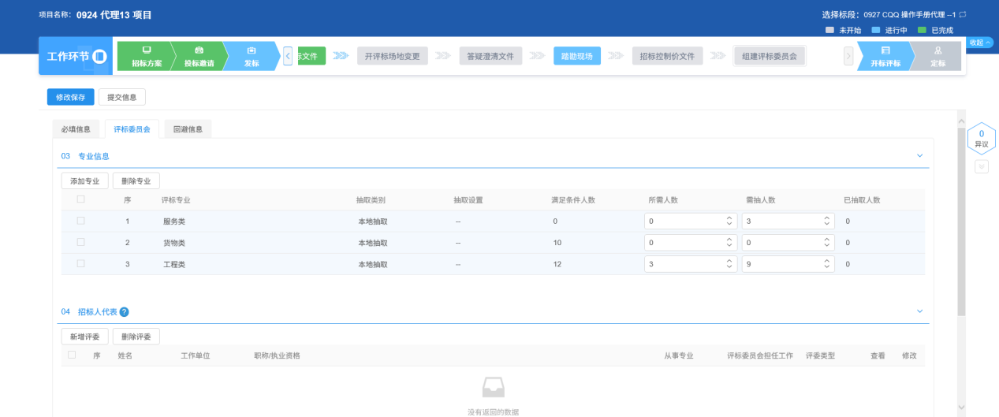 项目名称: 0924 代理13 项目
选择标段: 0927 CQQ 操作手册代理 --1
未开始 进行中 已完成
收起
工作环节 招标方案 投标邀请 发标 标文件 开评标场地变更 答疑澄清文件 踏勘现场 招标控制价文件 组建评标委员会 开标评标 定标
修改保存 提交信息
必填信息 评标委员会 回避信息
0
异议
03 专业信息
添加专业 删除专业
序 评标专业 抽取类别 抽取设置 满足条件人数 所需人数 需抽人数 已抽取人数
1 服务类 本地抽取 -- 0 0 3 0
2 货物类 本地抽取 -- 10 0 0 0
3 工程类 本地抽取 -- 12 3 9 0
04 招标人代表 ?
新增评委 删除评委
序 姓名 工作单位 职称/执业资格 从事专业 评标委员会担任工作 评委类型 查看 修改
没有返回的数据